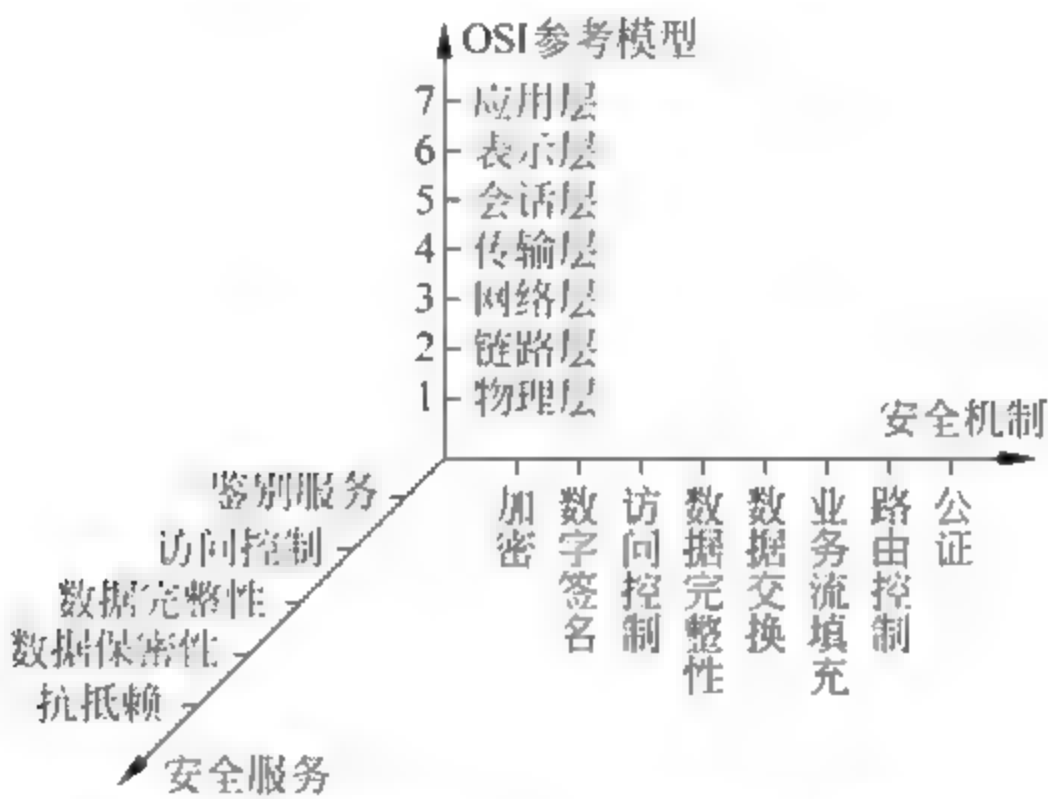 OSI参考模型
7 应用层
6 表示层
5 会话层
4 传输层
3 网络层
2 链路层
1 物理层
安全机制
加密
数字签名
访问控制
数据完整性
数据交换
业务流填充
路由控制
公证
鉴别服务
访问控制
数据完整性
数据保密性
抗抵赖
安全服务